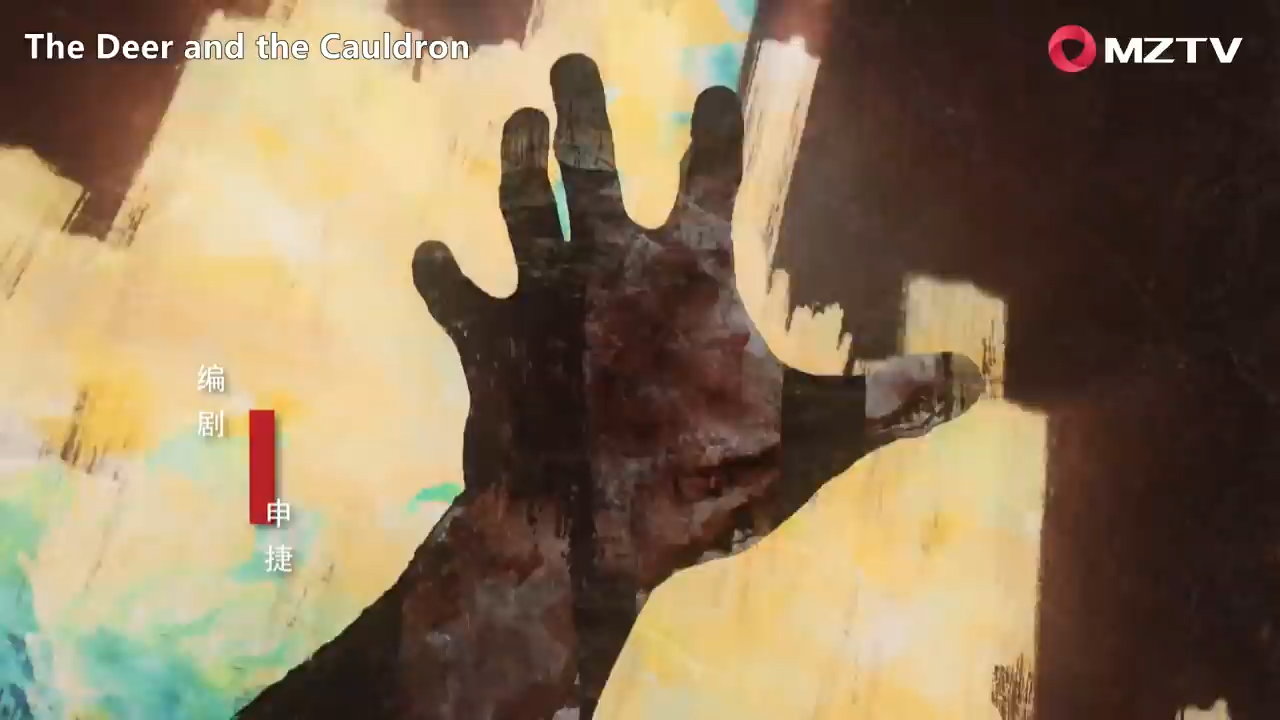 The Deer and the Cauldron
MZTV
编剧
申捷